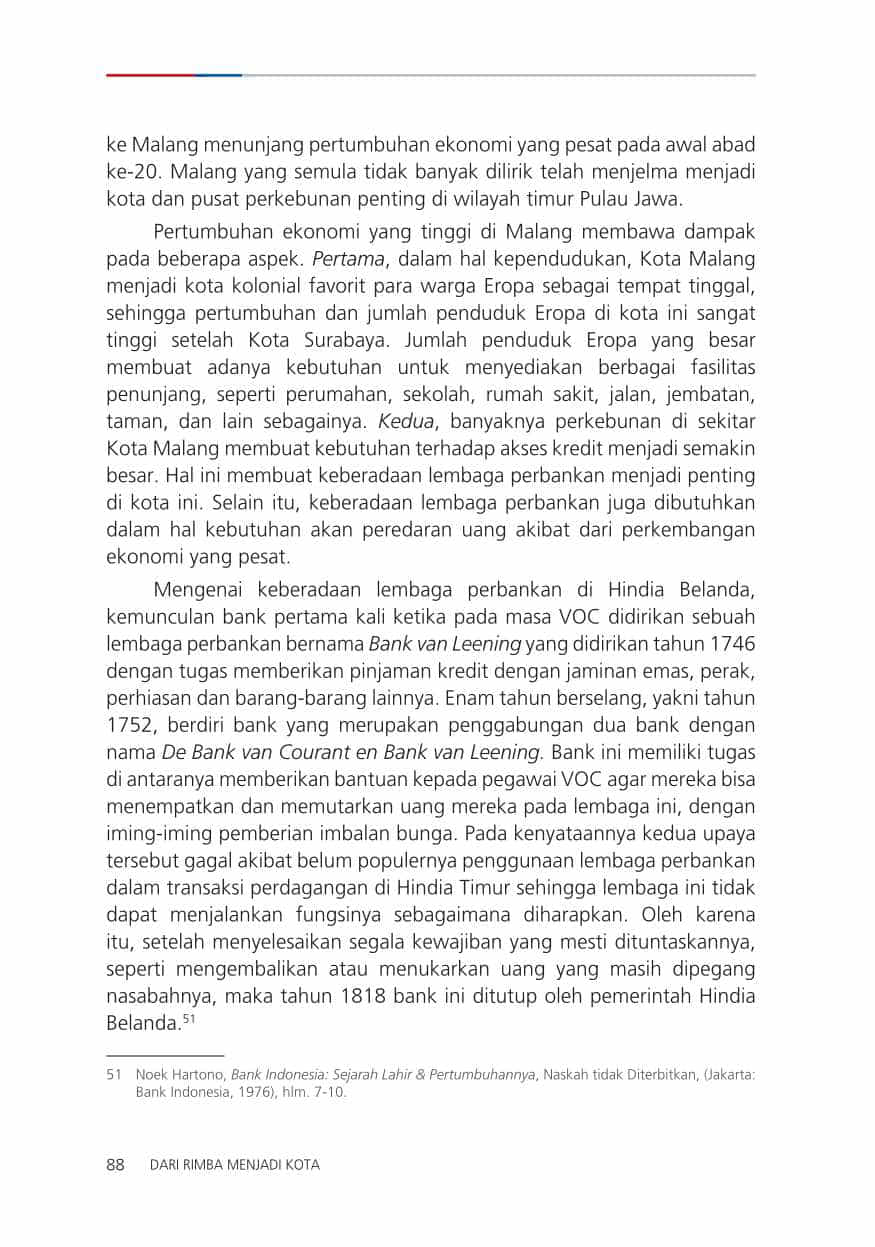 ke Malang menunjang pertumbuhan ekonomi yang pesat pada awal abad
ke-20. Malang yang semula tidak banyak dilirik telah menjelma menjadi
kota dan pusat perkebunan penting di wilayah timur Pulau Jawa.
Pertumbuhan ekonomi yang tinggi di Malang membawa dampak
pada beberapa aspek. Pertama, dalam hal kependudukan, Kota Malang
menjadi kota kolonial favorit para warga Eropa sebagai tempat tinggal,
sehingga pertumbuhan dan jumlah penduduk Eropa di kota ini sangat
tinggi setelah Kota Surabaya. Jumlah penduduk Eropa yang besar
membuat adanya kebutuhan untuk menyediakan berbagai fasilitas
penunjang, seperti perumahan, sekolah, rumah sakit, jalan, jembatan,
taman, dan lain sebagainya. Kedua, banyaknya perkebunan di sekitar
Kota Malang membuat kebutuhan terhadap akses kredit menjadi semakin
besar. Hal ini membuat keberadaan lembaga perbankan menjadi penting
di kota ini. Selain itu, keberadaan lembaga perbankan juga dibutuhkan
dalam hal kebutuhan akan peredaran uang akibat dari perkembangan
ekonomi yang pesat.
Mengenai keberadaan lembaga perbankan di Hindia Belanda,
kemunculan bank pertama kali ketika pada masa VOC didirikan sebuah
lembaga perbankan bernama Bank van Leening yang didirikan tahun 1746
dengan tugas memberikan pinjaman kredit dengan jaminan emas, perak,
perhiasan dan barang-barang lainnya. Enam tahun berselang, yakni tahun
1752, berdiri bank yang merupakan penggabungan dua bank dengan
nama De Bank van Courant en Bank van Leening. Bank ini memiliki tugas
di antaranya memberikan bantuan kepada pegawai VOC agar mereka bisa
menempatkan dan memutarkan uang mereka pada lembaga ini, dengan
iming-iming pemberian imbalan bunga. Pada kenyataannya kedua upaya
tersebut gagal akibat belum populernya penggunaan lembaga perbankan
dalam transaksi perdagangan di Hindia Timur sehingga lembaga ini tidak
dapat menjalankan fungsinya sebagaimana diharapkan. Oleh karena
itu, setelah menyelesaikan segala kewajiban yang mesti dituntaskannya,
seperti mengembalikan atau menukarkan uang yang masih dipegang
nasabahnya, maka tahun 1818 bank ini ditutup oleh pemerintah Hindia
Belanda.51
51 Noek Hartono, Bank Indonesia: Sejarah Lahir & Pertumbuhannya, Naskah tidak Diterbitkan, (Jakarta:
Bank Indonesia, 1976), hlm. 7-10.
88 DARI RIMBA MENJADI KOTA